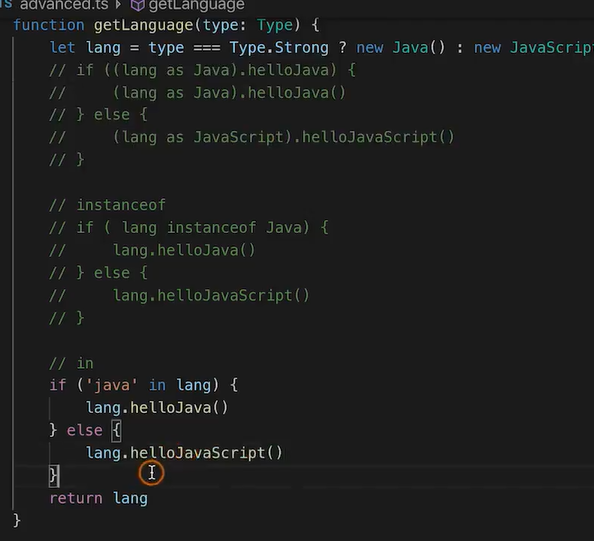 advanced.ts > getLanguage
function getLanguage(type: Type) {
    let lang = type === Type.Strong ? new Java() : new JavaScrip
    // if ((lang as Java).helloJava) {
    //     (lang as Java).helloJava()
    // } else {
    //     (lang as JavaScript).helloJavaScript()
    // }

    // instanceof
    // if ( lang instanceof Java) {
    //     lang.helloJava()
    // } else {
    //     lang.helloJavaScript()
    // }

    // in
    if ('java' in lang) {
        lang.helloJava()
    } else {
        lang.helloJavaScript()
    }
    return lang
}